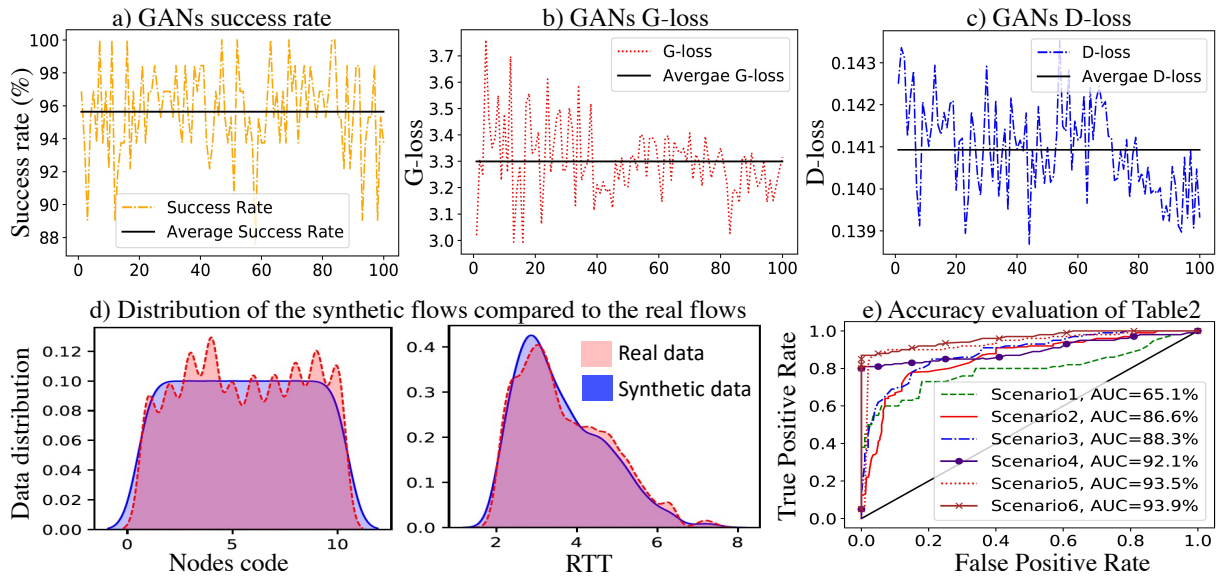 a) GANs success rate
Success rate (%)
100
98
96
94
92
90
88
Success Rate
Average Success Rate
0 20 40 60 80 100
b) GANs G-loss
G-loss
3.7
3.6
3.5
3.4
3.3
3.2
3.1
3.0
G-loss
Avergae G-loss
0 20 40 60 80 100
c) GANs D-loss
D-loss
0.143
0.142
0.141
0.140
0.139
D-loss
Avergae D-loss
0 20 40 60 80 100
d) Distribution of the synthetic flows compared to the real flows
Data distribution
0.12
0.10
0.08
0.06
0.04
0.02
0.00
0 5 10
Nodes code
0.4
0.3
0.2
0.1
0.0
Real data
Synthetic data
2 4 6 8
RTT
e) Accuracy evaluation of Table2
True Positive Rate
1.0
0.8
0.6
0.4
0.2
0.0
Scenario1, AUC=65.1%
Scenario2, AUC=86.6%
Scenario3, AUC=88.3%
Scenario4, AUC=92.1%
Scenario5, AUC=93.5%
Scenario6, AUC=93.9%
0.0 0.2 0.4 0.6 0.8 1.0
False Positive Rate